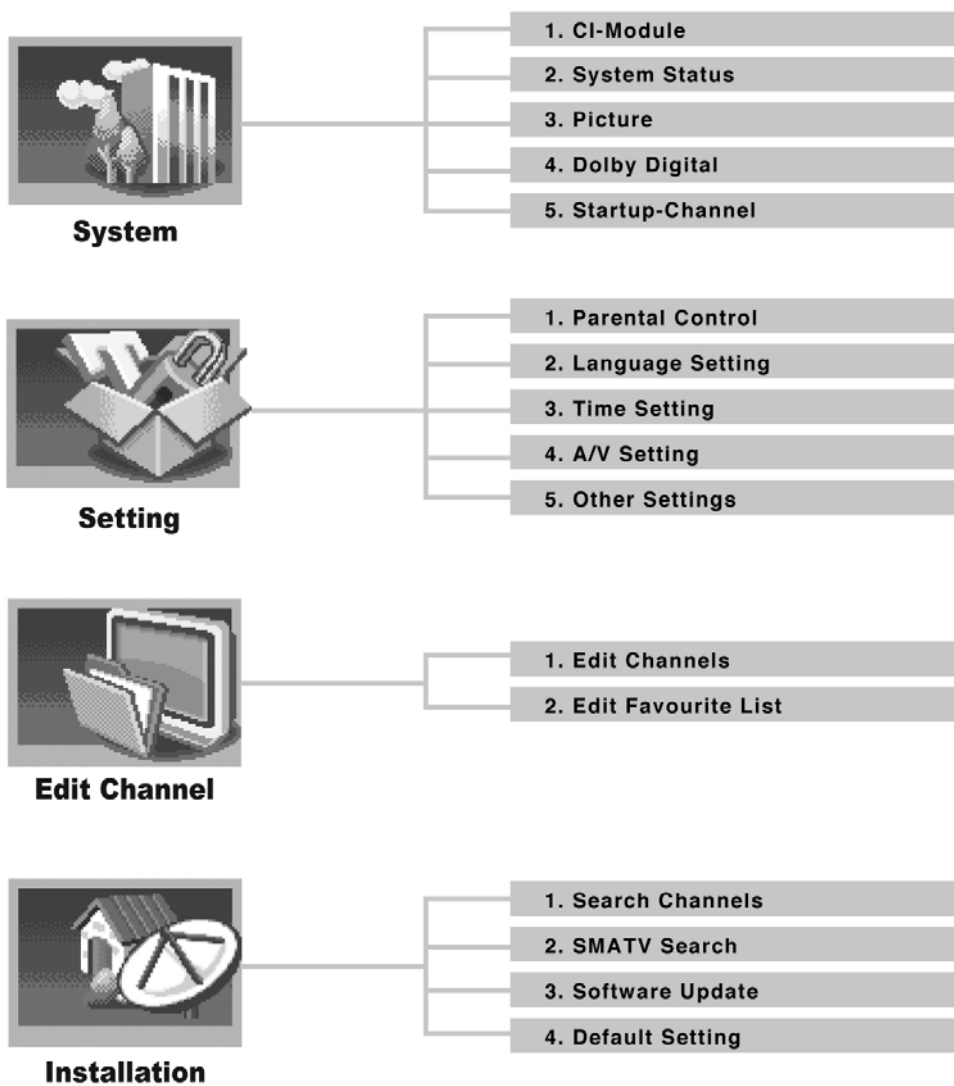 1. CI-Module
2. System Status
3. Picture
4. Dolby Digital
5. Startup-Channel
System
1. Parental Control
2. Language Setting
3. Time Setting
4. A/V Setting
5. Other Settings
Setting
1. Edit Channels
2. Edit Favourite List
Edit Channel
1. Search Channels
2. SMATV Search
3. Software Update
4. Default Setting
Installation